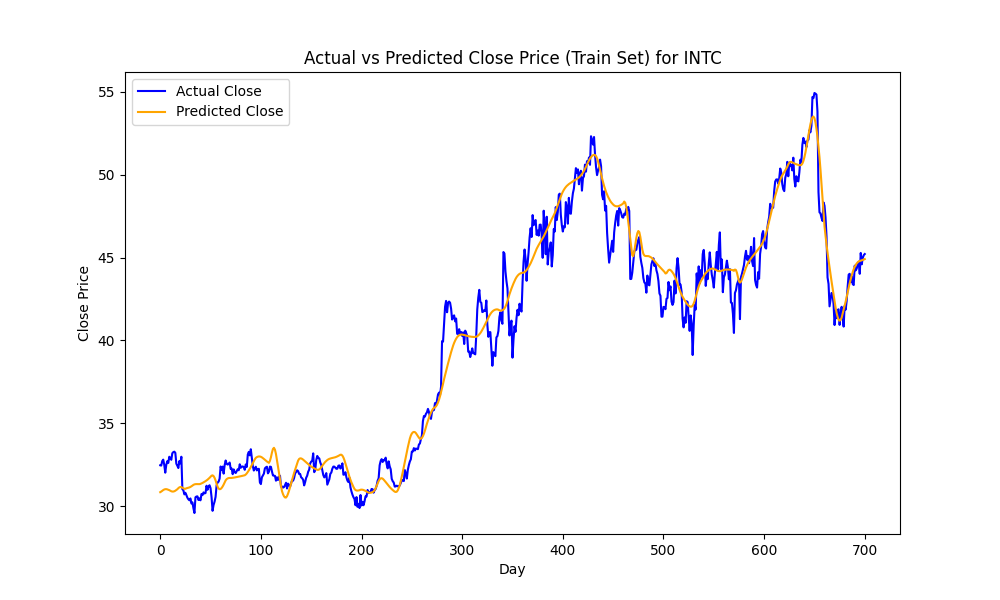 Actual vs Predicted Close Price (Train Set) for INTC
Actual Close
Predicted Close
55
50
45
40
35
30
Close Price
0 100 200 300 400 500 600 700
Day